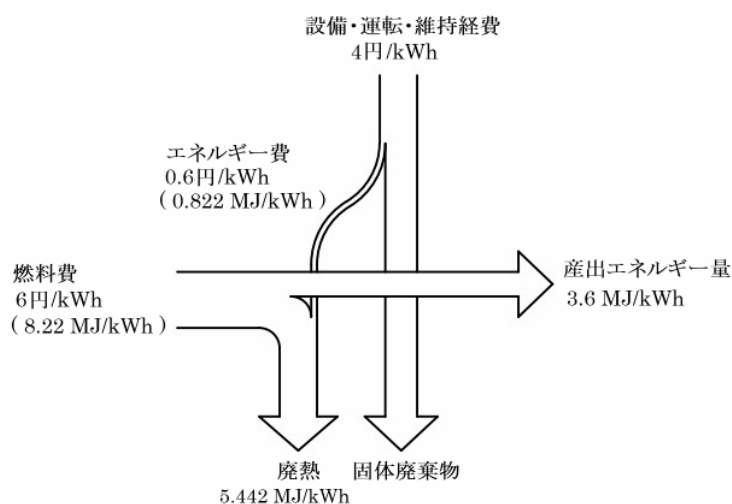 設備・運転・維持経費
4円/kWh
エネルギー費
0.6円/kWh
( 0.822 MJ/kWh)
燃料費
6円/kWh
( 8.22 MJ/kWh )
産出エネルギー量
3.6 MJ/kWh
廃熱
5.442 MJ/kWh
固体廃棄物